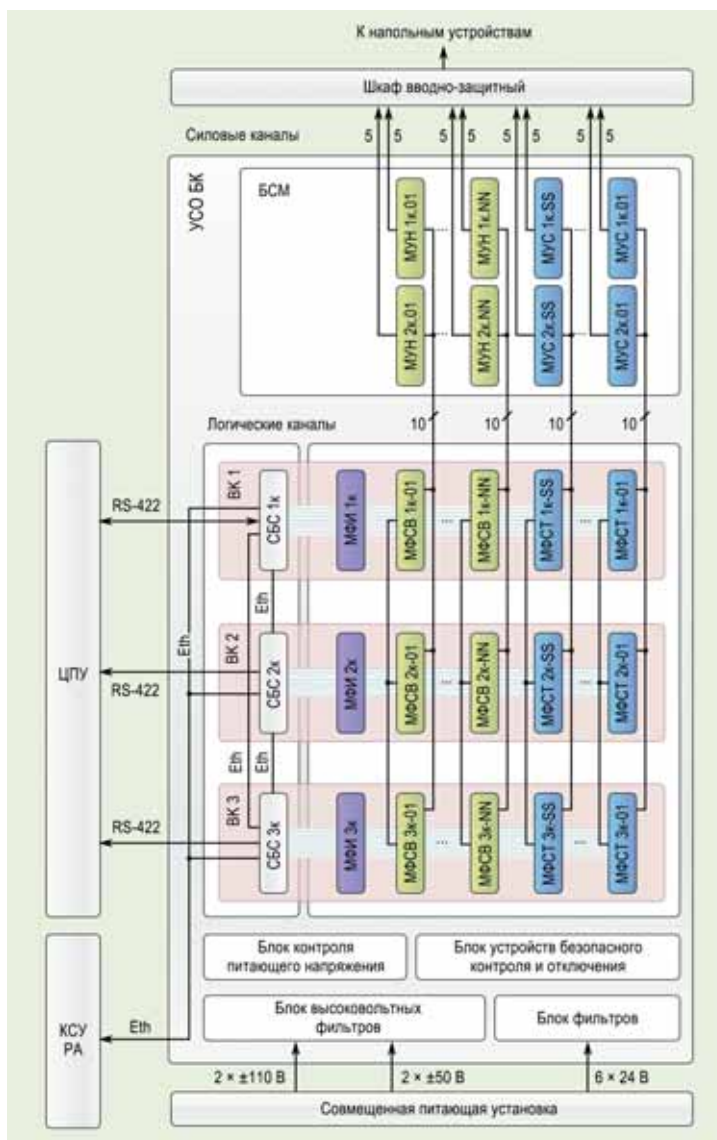 К напольным устройствам
Шкаф вводно-защитный
Силовые каналы
5 5 5 5 5 5 5 5
УСО БК
БСМ
МУН 1к.01
МУН 1к.NN
МУС 1к.SS
МУС 1к.01
МУН 2к.01
МУН 2к.NN
МУС 2к.SS
МУС 2к.01
... ...
... ...
Логические каналы
10 10 10 10
ЦПУ
RS-422
Eth
ВК 1
СБС 1к
МФИ 1к
МФСВ 1к-01
...
МФСВ 1к-NN
МФСТ 1к-SS
...
МФСТ 1к-01
Eth
RS-422
ВК 2
СБС 2к
МФИ 2к
МФСВ 2к-01
...
МФСВ 2к-NN
МФСТ 2к-SS
...
МФСТ 2к-01
Eth
Eth
RS-422
ВК 3
СБС 3к
МФИ 3к
МФСВ 3к-01
...
МФСВ 3к-NN
МФСТ 3к-SS
...
МФСТ 3к-01
Блок контроля
питающего напряжения
Блок устройств безопасного
контроля и отключения
КСУ
РА
Eth
Блок высоковольтных
фильтров
Блок фильтров
2 × ±110 В
2 × ±50 В
6 × 24 В
Совмещенная питающая установка